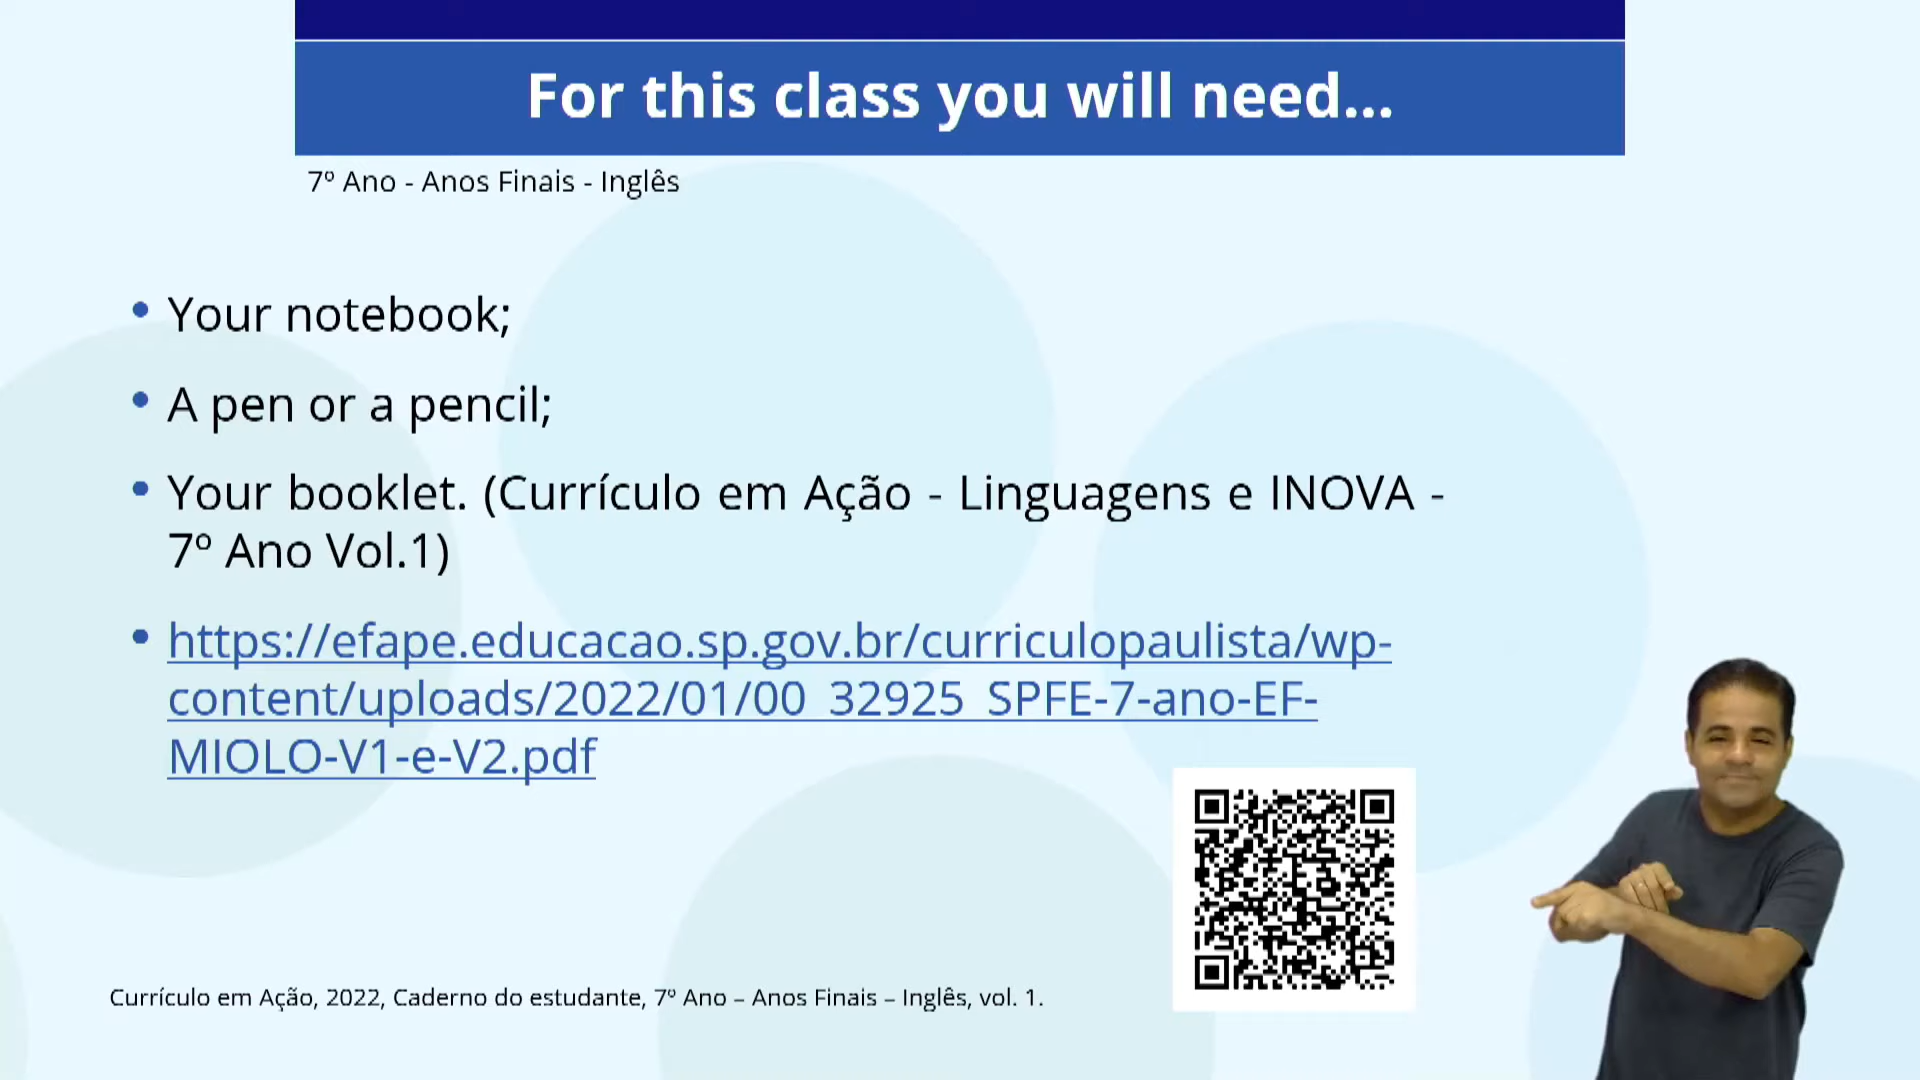 For this class you will need...
7º Ano - Anos Finais - Inglês
• Your notebook;
• A pen or a pencil;
• Your booklet. (Currículo em Ação - Linguagens e INOVA -
7º Ano Vol.1)
• https://efape.educacao.sp.gov.br/curriculopaulista/wp-
content/uploads/2022/01/00_32925_SPFE-7-ano-EF-
MIOLO-V1-e-V2.pdf
Currículo em Ação, 2022, Caderno do estudante, 7º Ano – Anos Finais – Inglês, vol. 1.